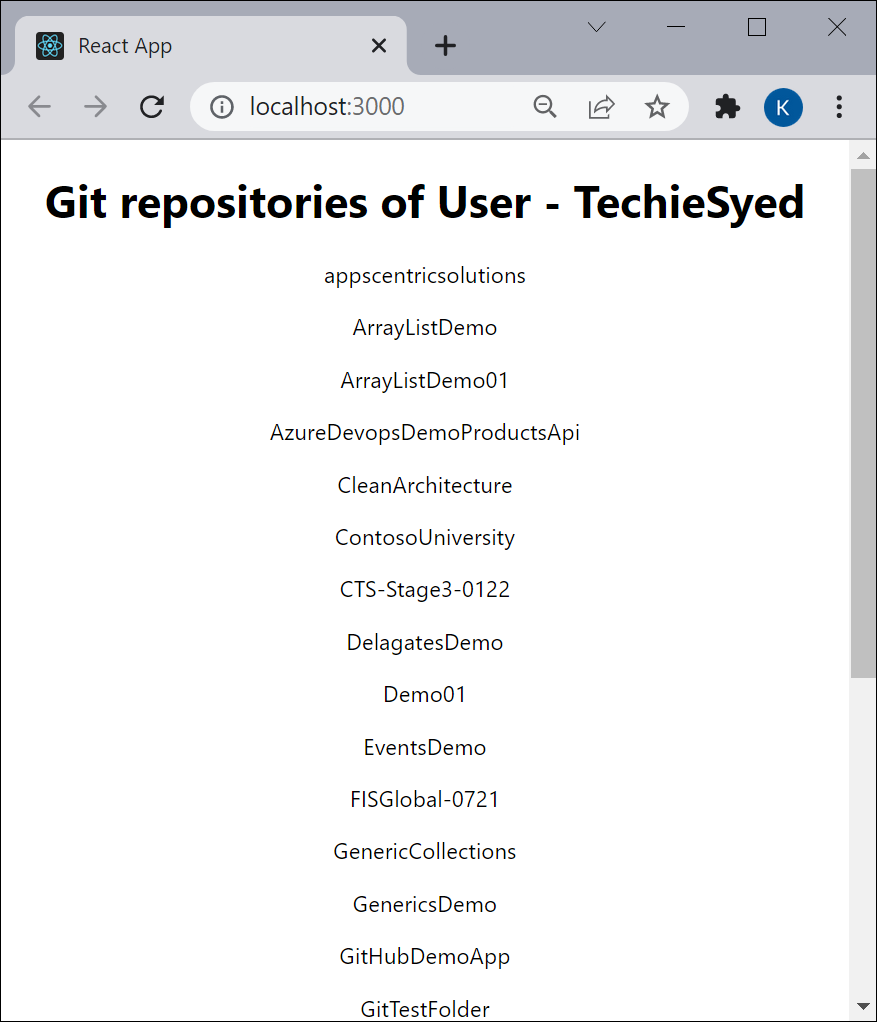 React App
localhost:3000
K
Git repositories of User - TechieSyed
appscentricsolutions
ArrayListDemo
ArrayListDemo01
AzureDevopsDemoProductsApi
CleanArchitecture
ContosoUniversity
CTS-Stage3-0122
DelagatesDemo
Demo01
EventsDemo
FISGlobal-0721
GenericCollections
GenericsDemo
GitHubDemoApp
GitTestFolder